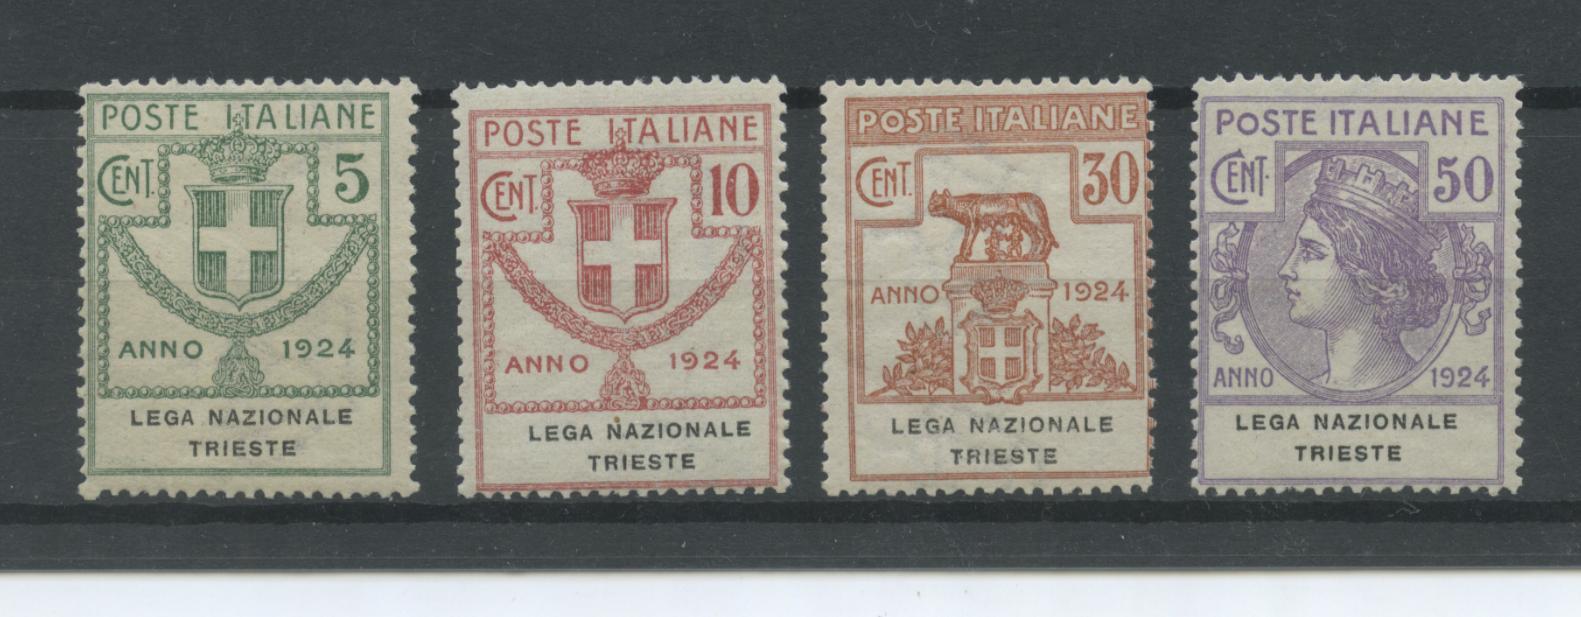 POSTE ITALIANE
CENT. 5
ANNO 1924
LEGA NAZIONALE
TRIESTE
POSTE ITALIANE
CENT. 10
ANNO 1924
LEGA NAZIONALE
TRIESTE
POSTE ITALIANE
CENT. 30
ANNO 1924
LEGA NAZIONALE
TRIESTE
POSTE ITALIANE
CENT. 50
ANNO 1924
LEGA NAZIONALE
TRIESTE